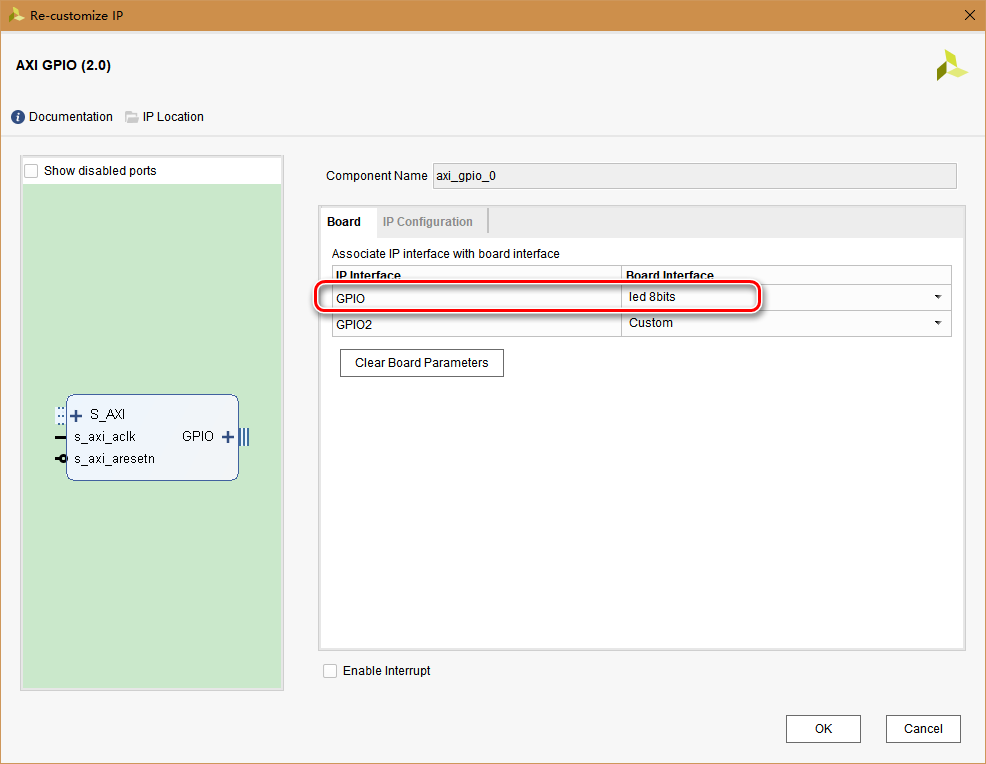 Re-customize IP
AXI GPIO (2.0)
Documentation IP Location
Show disabled ports
S_AXI
s_axi_aclk GPIO
s_axi_aresetn
Component Name axi_gpio_0
Board IP Configuration
Associate IP interface with board interface
IP Interface Board Interface
GPIO led 8bits
GPIO2 Custom
Clear Board Parameters
Enable Interrupt
OK Cancel